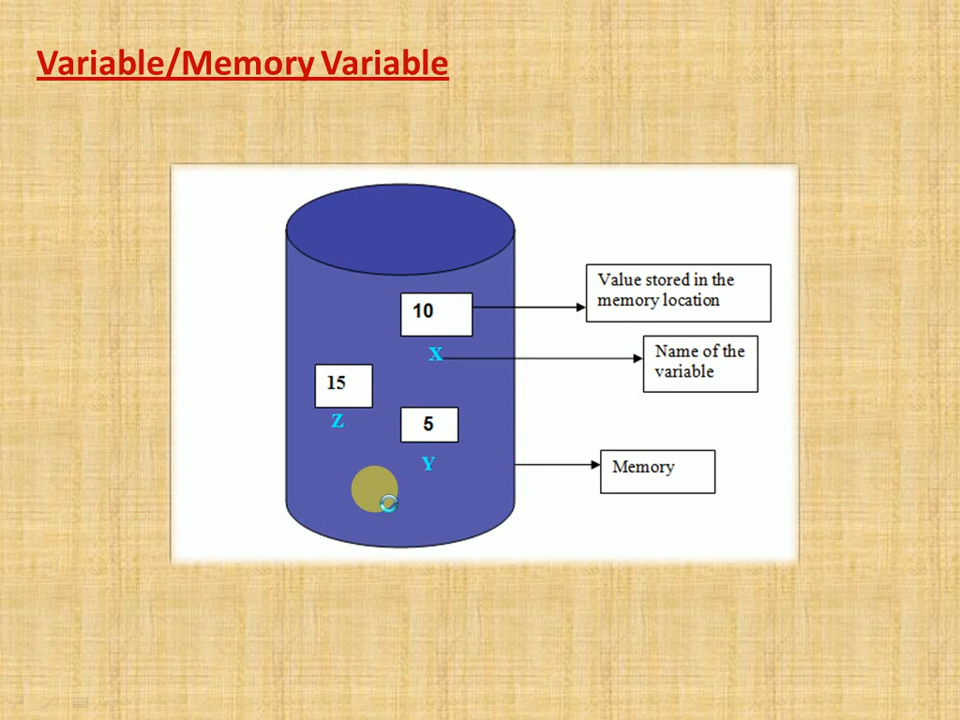 Variable/Memory Variable
10
Value stored in the
memory location
X
Name of the
variable
15
Z
5
Y
Memory